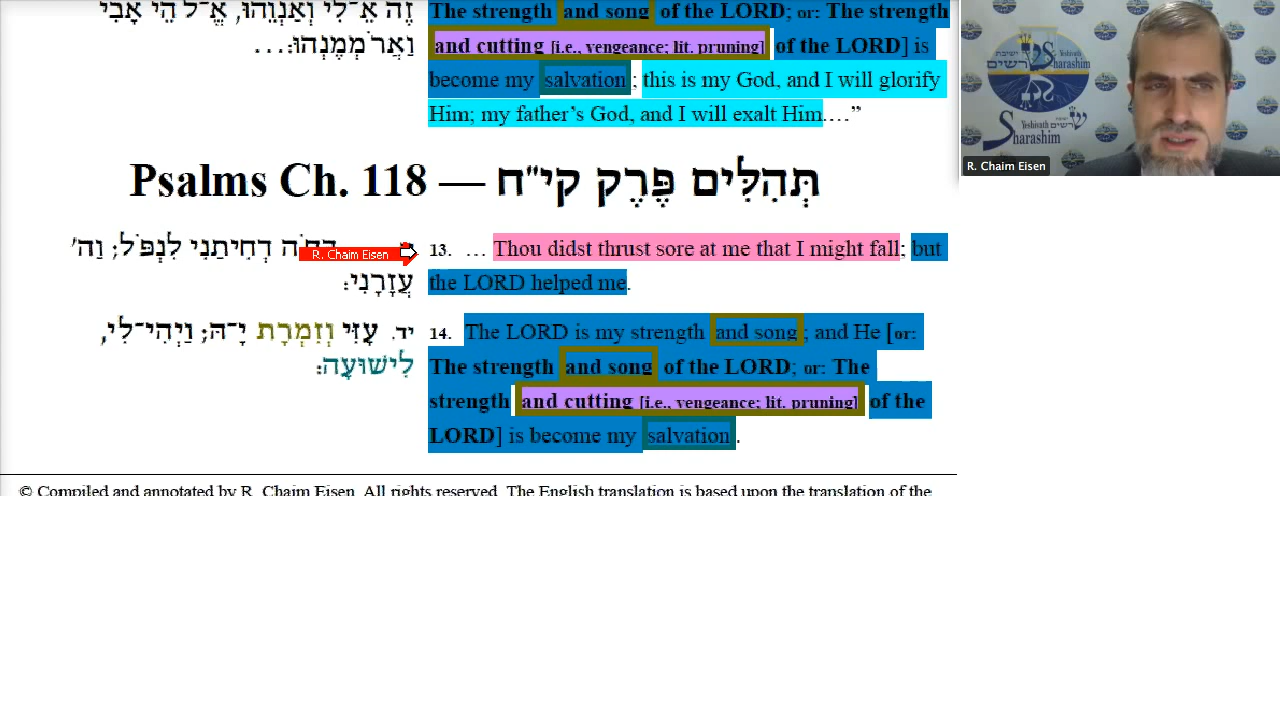 זֶה אֵ־לִי וְאַנְוֵהוּ, אֱ־לֹהֵי אָבִי
וַאֲרֹמְמֶנְהוּ:…
The strength and song of the LORD; or: The strength
and cutting [i.e., vengeance; lit. pruning] of the LORD] is
become my salvation; this is my God, and I will glorify
Him; my father’s God, and I will exalt Him.…”
Psalms Ch. 118 — תְּהִלִּים פֶּרֶק קי״ח
דְחִיתַנִי לִנְפֹּל; וַה'
עֲזָרָנִי:
R. Chaim Eisen
13. … Thou didst thrust sore at me that I might fall; but
the LORD helped me.
יד. עָזִּי וְזִמְרָת יָ־הּ; וַיְהִי־לִי,
לִישׁוּעָה:
14. The LORD is my strength and song; and He [or:
The strength and song of the LORD; or: The
strength and cutting [i.e., vengeance; lit. pruning] of the
LORD] is become my salvation.
© Compiled and annotated by R. Chaim Eisen. All rights reserved. The English translation is based upon the translation of the
ישיבת
שרשים
Yeshivath
Sharashim
Yeshivath שרשים
Sharashim
R. Chaim Eisen